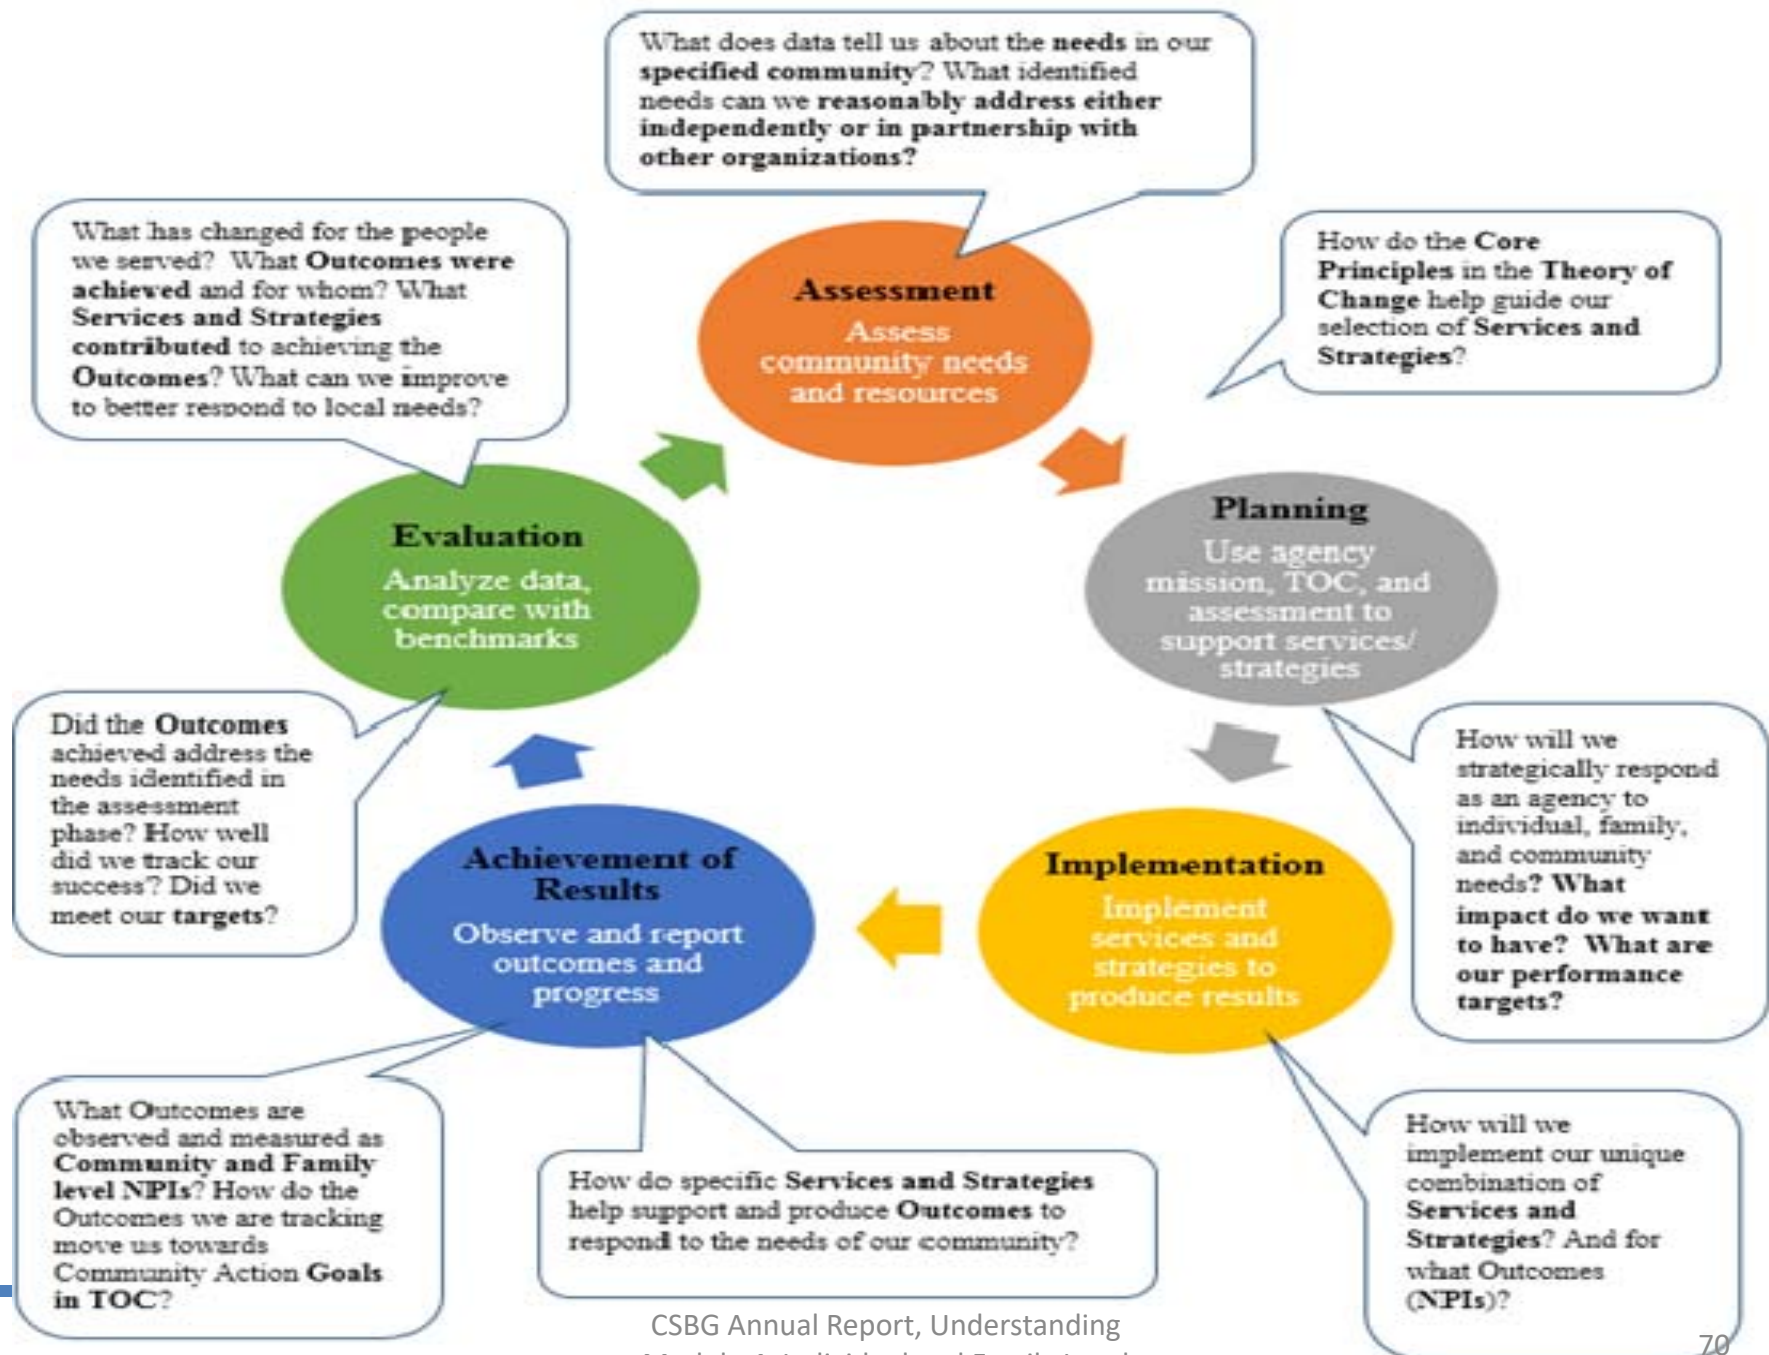 What does data tell us about the needs in our
specified community? What identified
needs can we reasonably address either
independently or in partnership with
other organizations?
What has changed for the people
we served? What Outcomes were
achieved and for whom? What
Services and Strategies
contributed to achieving the
Outcomes? What can we improve
to better respond to local needs?
How do the Core
Principles in the Theory of
Change help guide our
selection of Services and
Strategies?
Assessment
Assess
community needs
and resources
Evaluation
Analyze data,
compare with
benchmarks
Planning
Use agency
mission, TOC, and
assessment to
support services/
strategies
Did the Outcomes
achieved address the
needs identified in
the assessment
phase? How well
did we track our
success? Did we
meet our targets?
How will we
strategically respond
as an agency to
individual, family,
and community
needs? What
impact do we want
to have? What are
our performance
targets?
Achievement of
Results
Observe and report
outcomes and
progress
Implementation
Implement
services and
strategies to
produce results
What Outcomes are
observed and measured as
Community and Family
level NPIs? How do the
Outcomes we are tracking
move us towards
Community Action Goals
in TOC?
How do specific Services and Strategies
help support and produce Outcomes to
respond to the needs of our community?
How will we
implement our unique
combination of
Services and
Strategies? And for
what Outcomes
(NPIs)?
CSBG Annual Report, Understanding
70